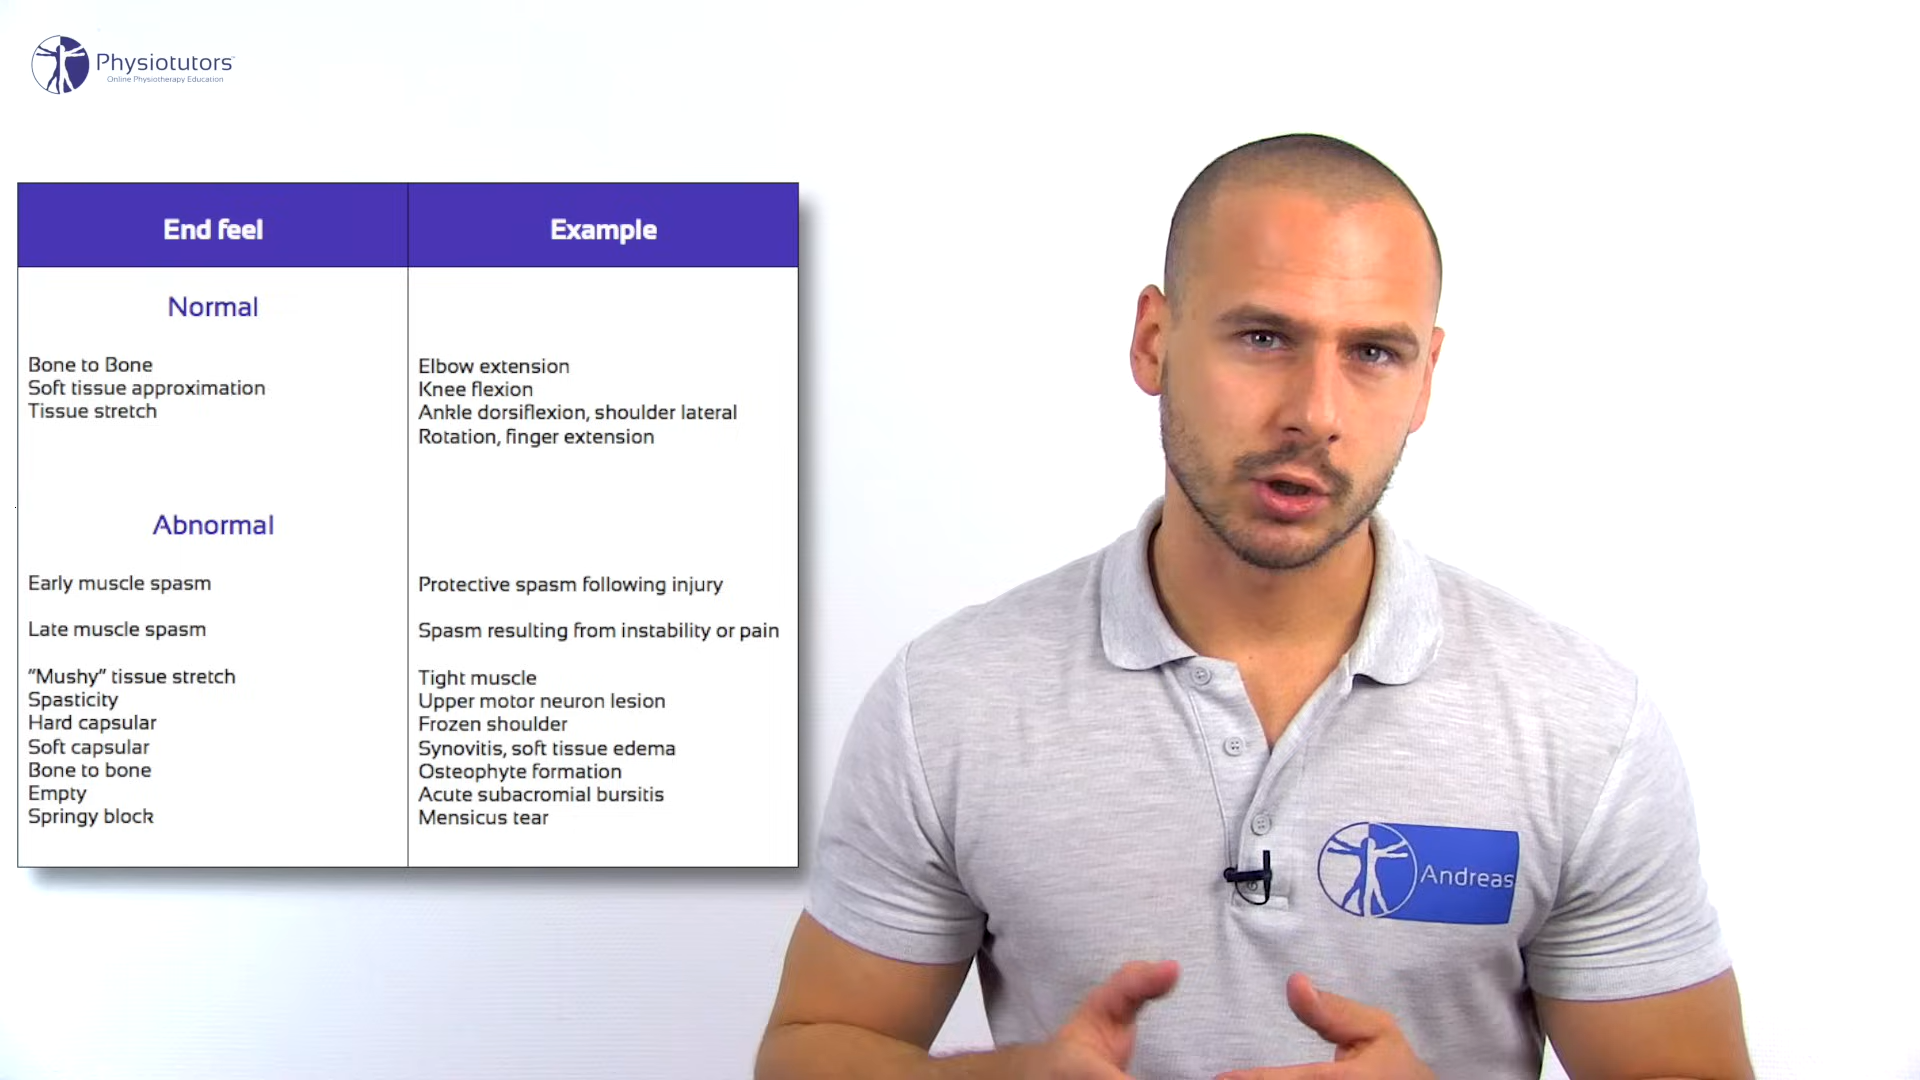 Physiotutors
Online Physiotherapy Education
End feel
Example
Normal
Bone to Bone
Elbow extension
Soft tissue approximation
Knee flexion
Tissue stretch
Ankle dorsiflexion, shoulder lateral
Rotation, finger extension
Abnormal
Early muscle spasm
Protective spasm following injury
Late muscle spasm
Spasm resulting from instability or pain
“Mushy” tissue stretch
Tight muscle
Spasticity
Upper motor neuron lesion
Hard capsular
Frozen shoulder
Soft capsular
Synovitis, soft tissue edema
Bone to bone
Osteophyte formation
Empty
Acute subacromial bursitis
Springy block
Mensicus tear
Andreas